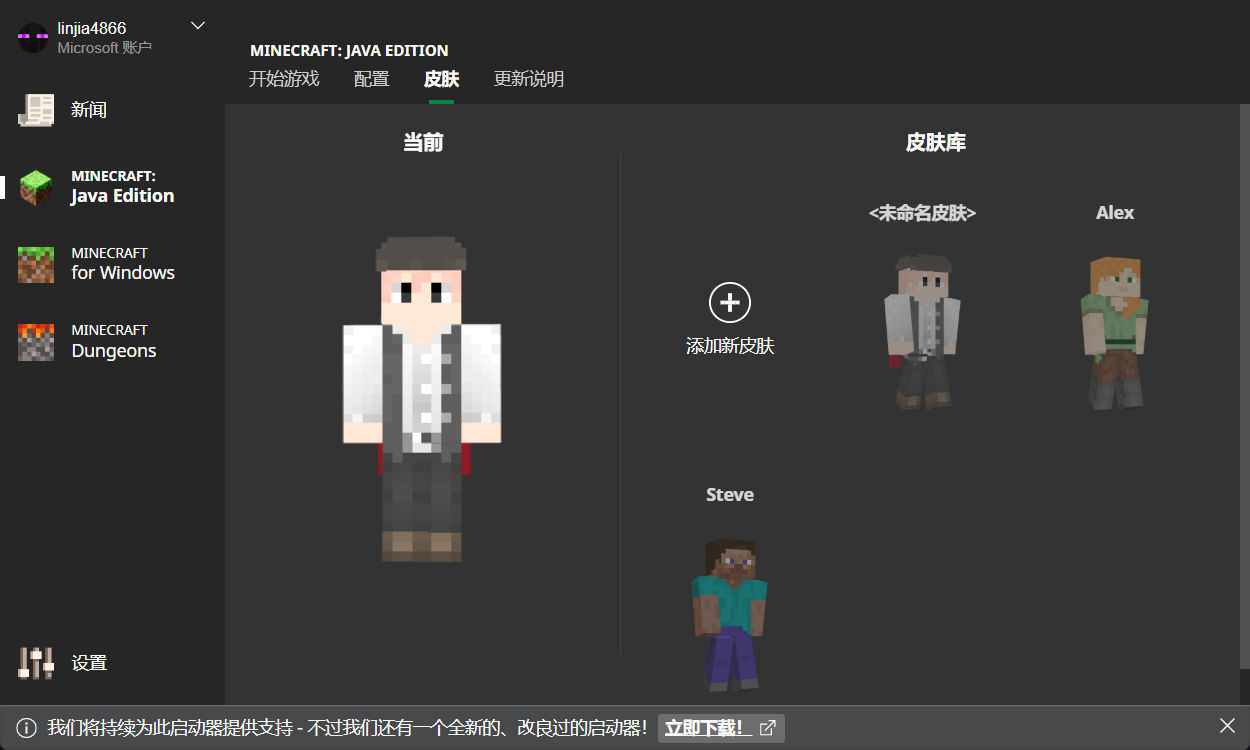 linjia4866
Microsoft 账户
新闻
MINECRAFT:
Java Edition
MINECRAFT
for Windows
MINECRAFT
Dungeons
设置
MINECRAFT: JAVA EDITION
开始游戏 配置 皮肤 更新说明
当前
皮肤库
<未命名皮肤> Alex
添加新皮肤
Steve
我们将持续为此启动器提供支持 - 不过我们还有一个全新的、改良过的启动器! 立即下载!